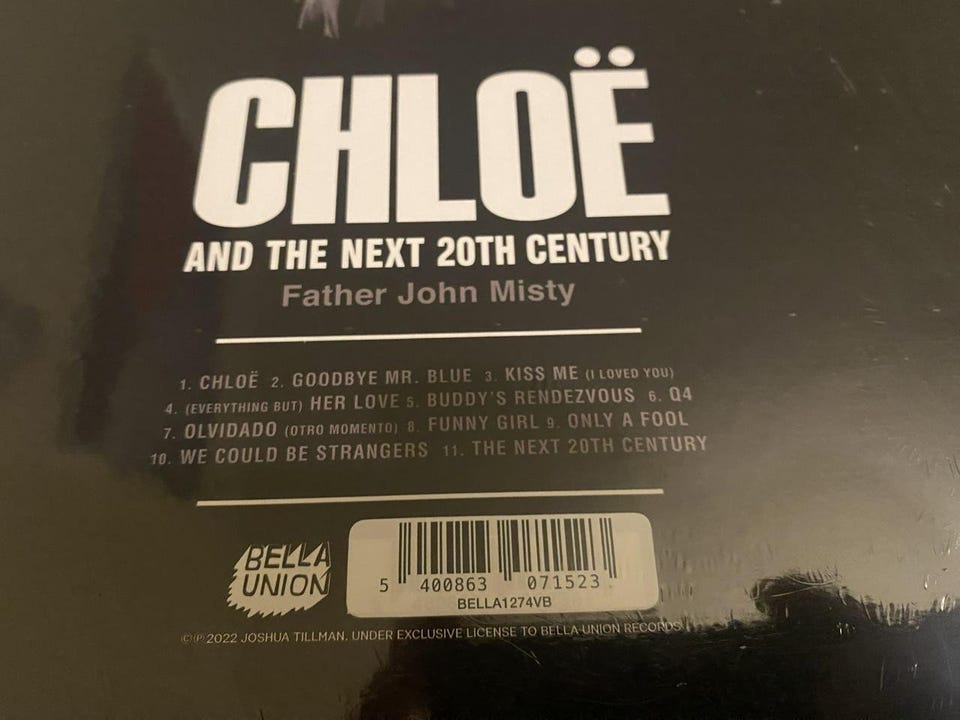 CHLOË
AND THE NEXT 20TH CENTURY
Father John Misty
1. CHLOË 2. GOODBYE MR. BLUE 3. KISS ME (I LOVED YOU)
4. (EVERYTHING BUT) HER LOVE 5. BUDDY'S RENDEZVOUS 6. Q4
7. OLVIDADO (OTRO MOMENTO) 8. FUNNY GIRL 9. ONLY A FOOL
10. WE COULD BE STRANGERS 11. THE NEXT 20TH CENTURY
BELLA
UNION
5 400863 071523
BELLA1274VB
©℗ 2022 JOSHUA TILLMAN. UNDER EXCLUSIVE LICENSE TO BELLA UNION RECORDS.